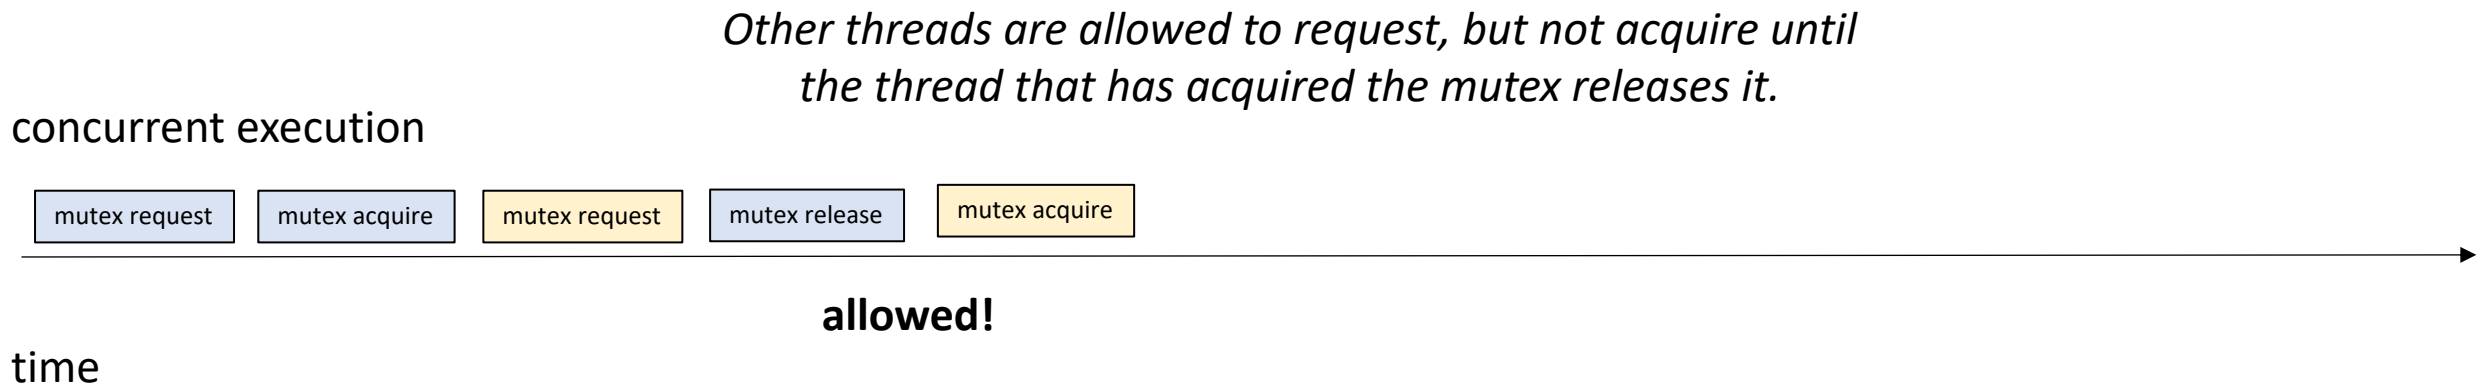 Other threads are allowed to request, but not acquire until
the thread that has acquired the mutex releases it.
concurrent execution
mutex request
mutex acquire
mutex request
mutex release
mutex acquire
allowed!
time